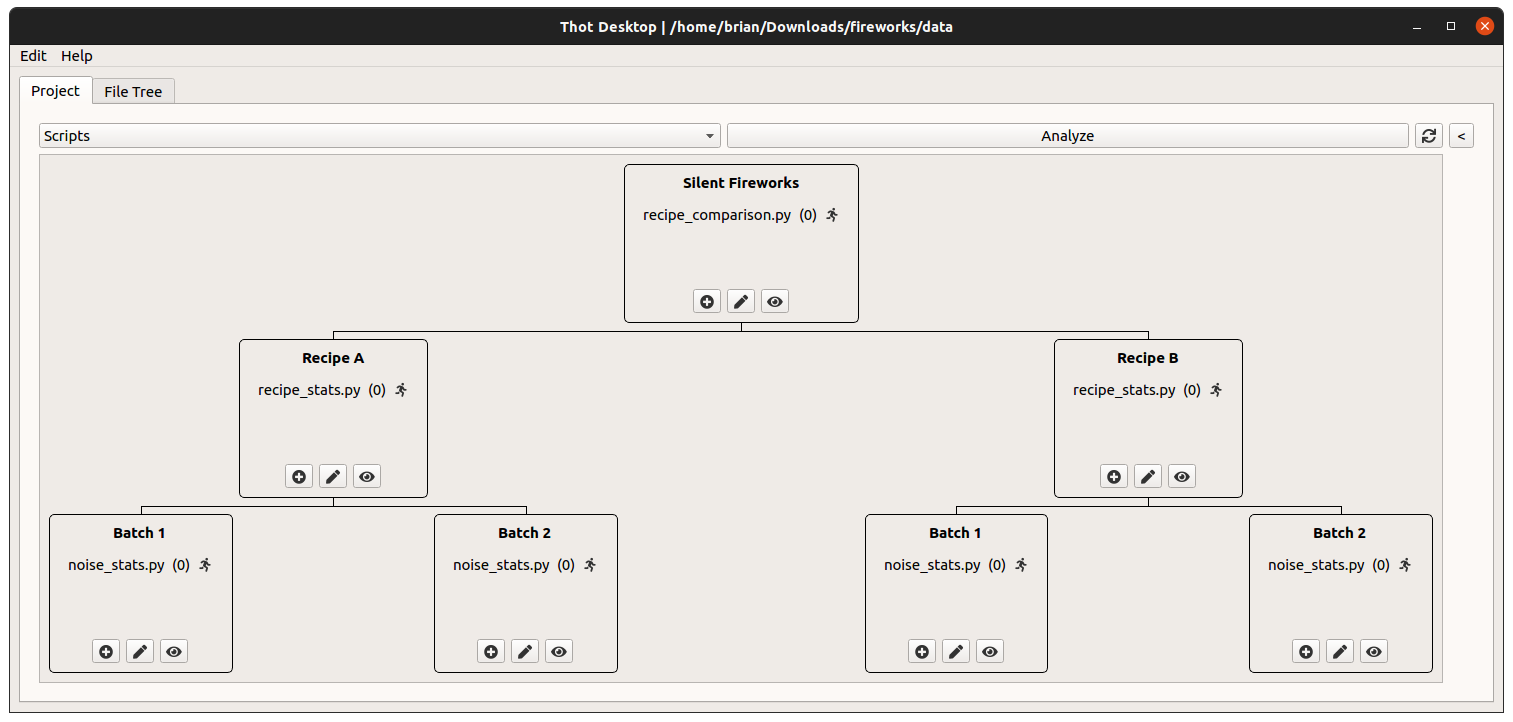 Thot Desktop | /home/brian/Downloads/fireworks/data
Edit Help
Project File Tree
Scripts Analyze <
Silent Fireworks
recipe_comparison.py (0)
Recipe A Recipe B
recipe_stats.py (0) recipe_stats.py (0)
Batch 1 Batch 2 Batch 1 Batch 2
noise_stats.py (0) noise_stats.py (0) noise_stats.py (0) noise_stats.py (0)